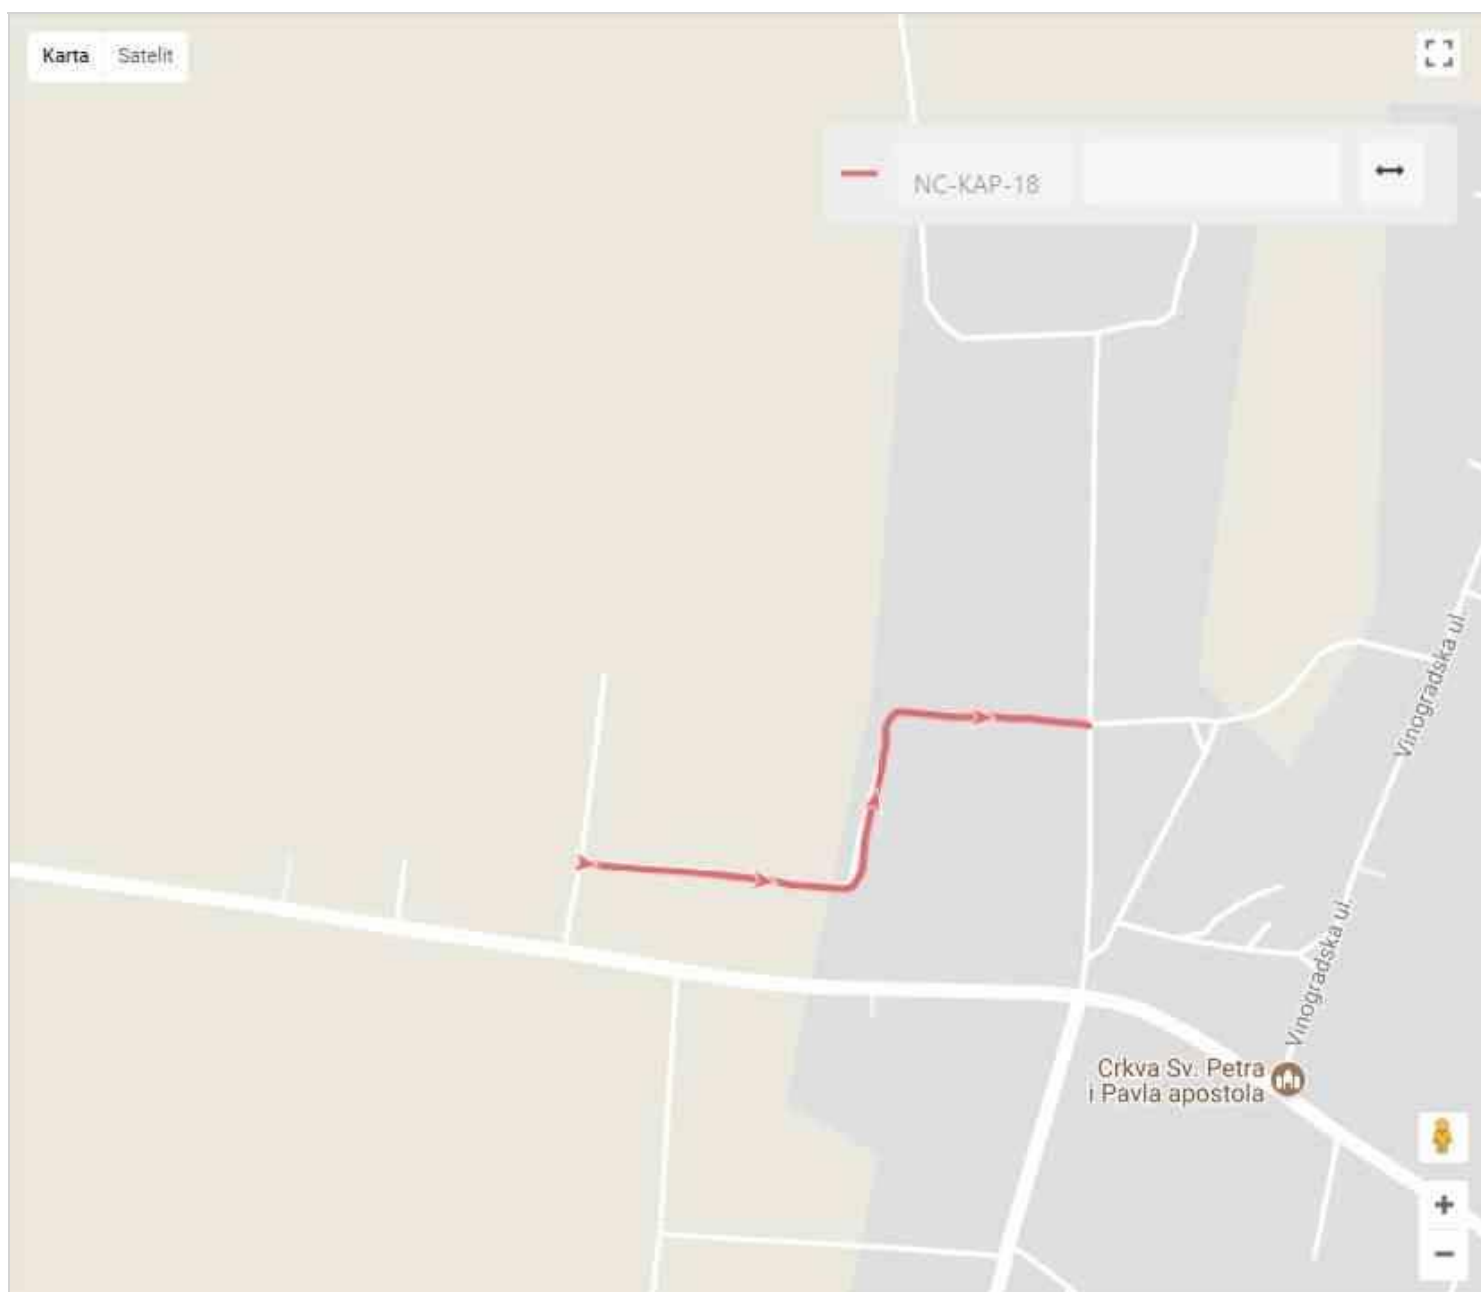 Karta Satelit
NC-KAP-18
Vinogradska ul.
Vinogradska ul.
Crkva Sv. Petra
i Pavla apostola